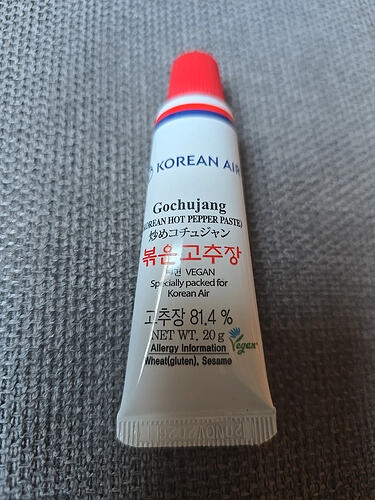 KOREAN AIR
Gochujang
KOREAN HOT PEPPER PASTE)
炒めコチュジャン
볶은고추장
비건 VEGAN
Specially packed for
Korean Air
고추장 81.4 %
NET WT. 20 g
Allergy Information
Wheat(gluten), Sesame
Vegan